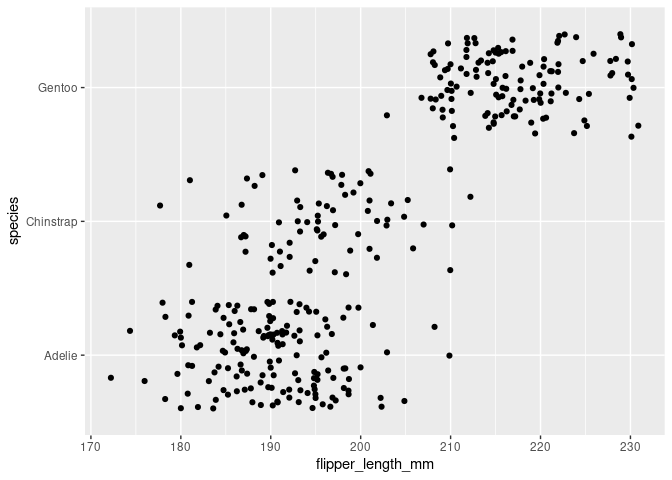 species
Gentoo
Chinstrap
Adelie
170 180 190 200 210 220 230
flipper_length_mm